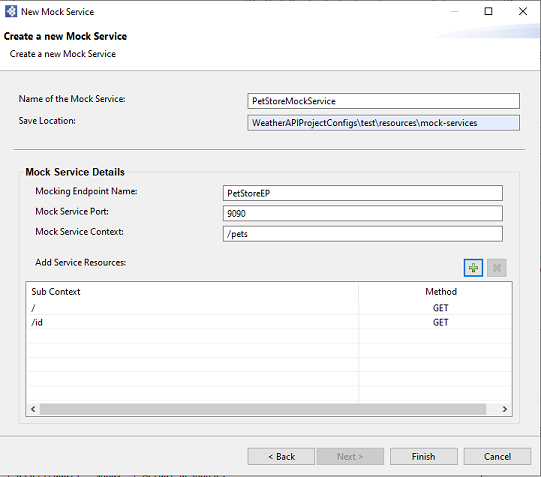 New Mock Service
Create a new Mock Service
Create a new Mock Service
Name of the Mock Service: PetStoreMockService
Save Location: WeatherAPIProjectConfigs\test\resources\mock-services
Mock Service Details
Mocking Endpoint Name: PetStoreEP
Mock Service Port: 9090
Mock Service Context: /pets
Add Service Resources:
Sub Context Method
/ GET
/id GET
< Back Next > Finish Cancel